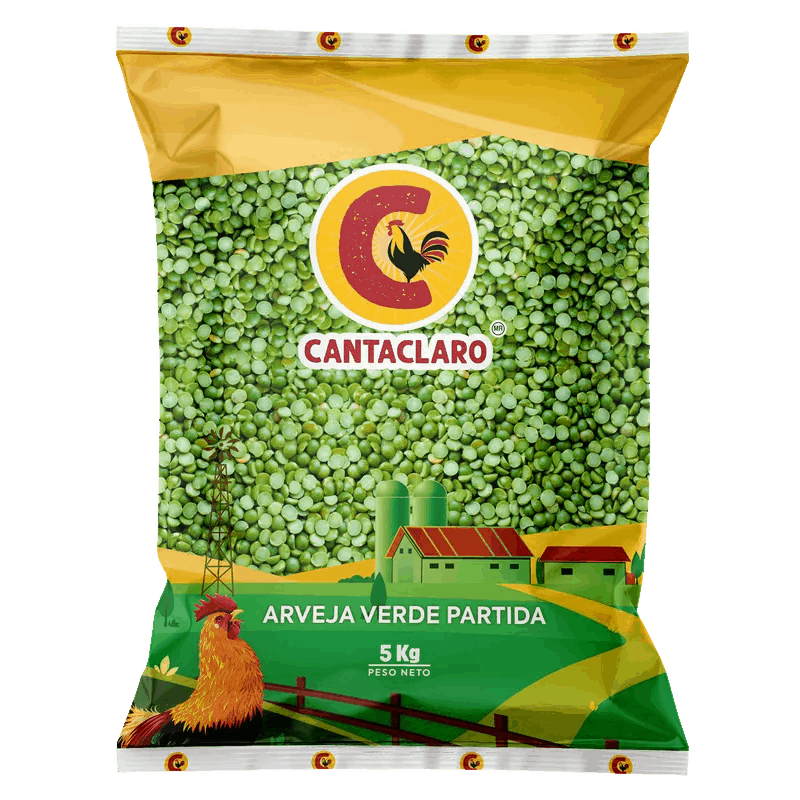 C
CANTACLARO
MR
ARVEJA VERDE PARTIDA
5 Kg
PESO NETO